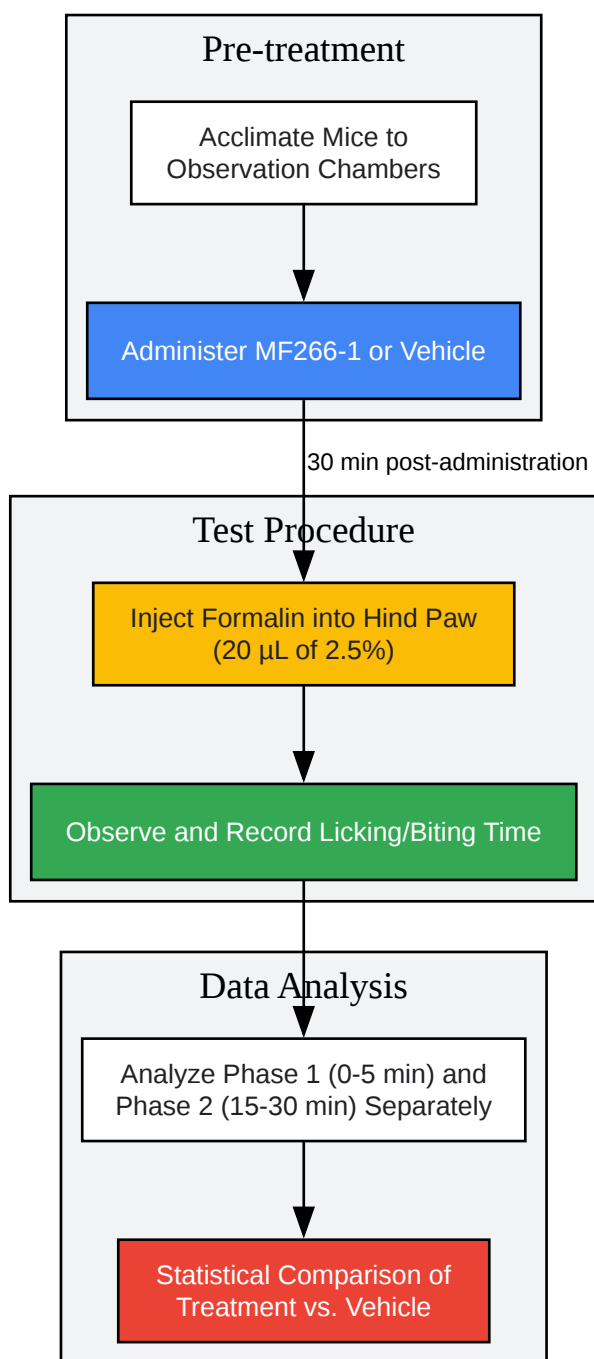 Pre-treatment
Acclimate Mice to
Observation Chambers
Administer MF266-1 or Vehicle
30 min post-administration
Test Procedure
Inject Formalin into Hind Paw
(20 µL of 2.5%)
Observe and Record Licking/Biting Time
Data Analysis
Analyze Phase 1 (0-5 min) and
Phase 2 (15-30 min) Separately
Statistical Comparison of
Treatment vs. Vehicle